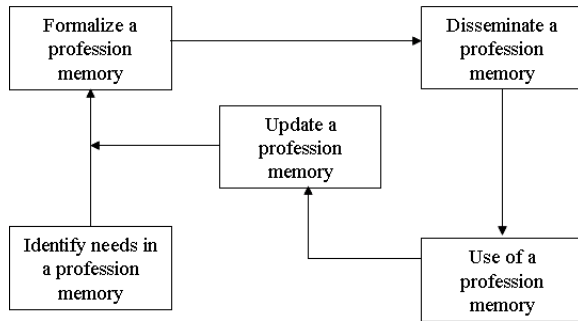 Formalize a
profession
memory
Disseminate a
profession
memory
Update a
profession
memory
Identify needs in
a profession
memory
Use of a
profession
memory